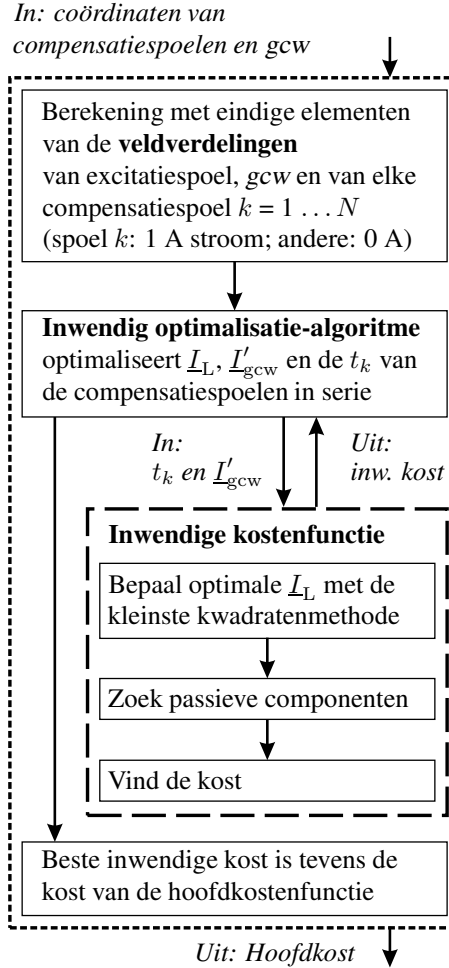 In: coördinaten van
compensatiespoelen en gcw
Berekening met eindige elementen
van de veldverdelingen
van excitatiespoel, gcw en van elke
compensatiespoel k = 1 … N
(spoel k: 1 A stroom; andere: 0 A)
Inwendig optimalisatie-algoritme
optimaliseert I_L, I′_gcw en de t_k van
de compensatiespoelen in serie
In:
t_k en I′_gcw
Uit:
inw. kost
Inwendige kostenfunctie
Bepaal optimale I_L met de
kleinste kwadratenmethode
Zoek passieve componenten
Vind de kost
Beste inwendige kost is tevens de
kost van de hoofdkostenfunctie
Uit: Hoofdkost